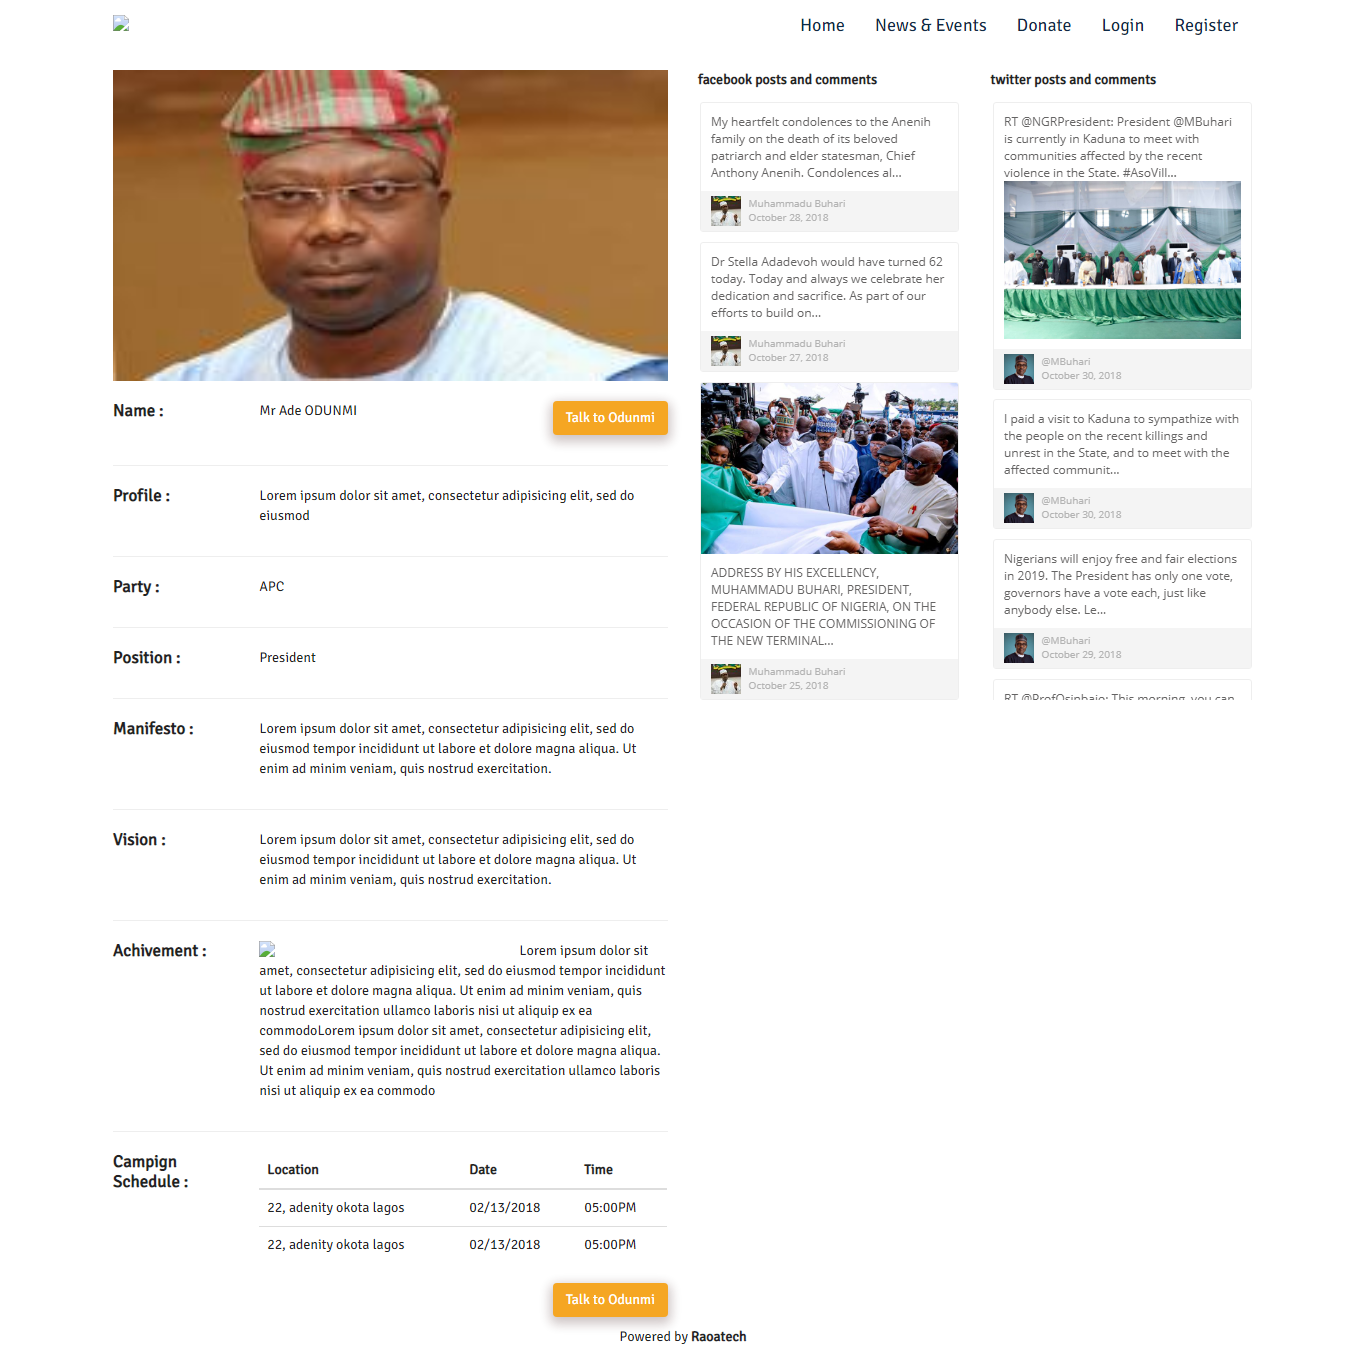 Home News & Events Donate Login Register
Name :
Mr Ade ODUNMI
Talk to Odunmi
Profile :
Lorem ipsum dolor sit amet, consectetur adipisicing elit, sed do
eiusmod
Party :
APC
Position :
President
Manifesto :
Lorem ipsum dolor sit amet, consectetur adipisicing elit, sed do
eiusmod tempor incididunt ut labore et dolore magna aliqua. Ut
enim ad minim veniam, quis nostrud exercitation.
Vision :
Lorem ipsum dolor sit amet, consectetur adipisicing elit, sed do
eiusmod tempor incididunt ut labore et dolore magna aliqua. Ut
enim ad minim veniam, quis nostrud exercitation.
Achivement :
Lorem ipsum dolor sit
amet, consectetur adipisicing elit, sed do eiusmod tempor incididunt
ut labore et dolore magna aliqua. Ut enim ad minim veniam, quis
nostrud exercitation ullamco laboris nisi ut aliquip ex ea
commodoLorem ipsum dolor sit amet, consectetur adipisicing elit,
sed do eiusmod tempor incididunt ut labore et dolore magna aliqua.
Ut enim ad minim veniam, quis nostrud exercitation ullamco laboris
nisi ut aliquip ex ea commodo
Campign
Schedule :
Location Date Time
22, adenity okota lagos 02/13/2018 05:00PM
22, adenity okota lagos 02/13/2018 05:00PM
Talk to Odunmi
facebook posts and comments
My heartfelt condolences to the Anenih
family on the death of its beloved
patriarch and elder statesman, Chief
Anthony Anenih. Condolences al...
Muhammadu Buhari
October 28, 2018
Dr Stella Adadevoh would have turned 62
today. Today and always we celebrate her
dedication and sacrifice. As part of our
efforts to build on...
Muhammadu Buhari
October 27, 2018
ADDRESS BY HIS EXCELLENCY,
MUHAMMADU BUHARI, PRESIDENT,
FEDERAL REPUBLIC OF NIGERIA, ON THE
OCCASION OF THE COMMISSIONING OF
THE NEW TERMINAL...
Muhammadu Buhari
October 25, 2018
twitter posts and comments
RT @NGRPresident: President @MBuhari
is currently in Kaduna to meet with
communities affected by the recent
violence in the State. #AsoVill...
@MBuhari
October 30, 2018
I paid a visit to Kaduna to sympathize with
the people on the recent killings and
unrest in the State, and to meet with the
affected communit...
@MBuhari
October 30, 2018
Nigerians will enjoy free and fair elections
in 2019. The President has only one vote,
governors have a vote each, just like
anybody else. Le...
@MBuhari
October 29, 2018
RT @ProfOsinbajo: This morning, you can
Powered by Raoatech